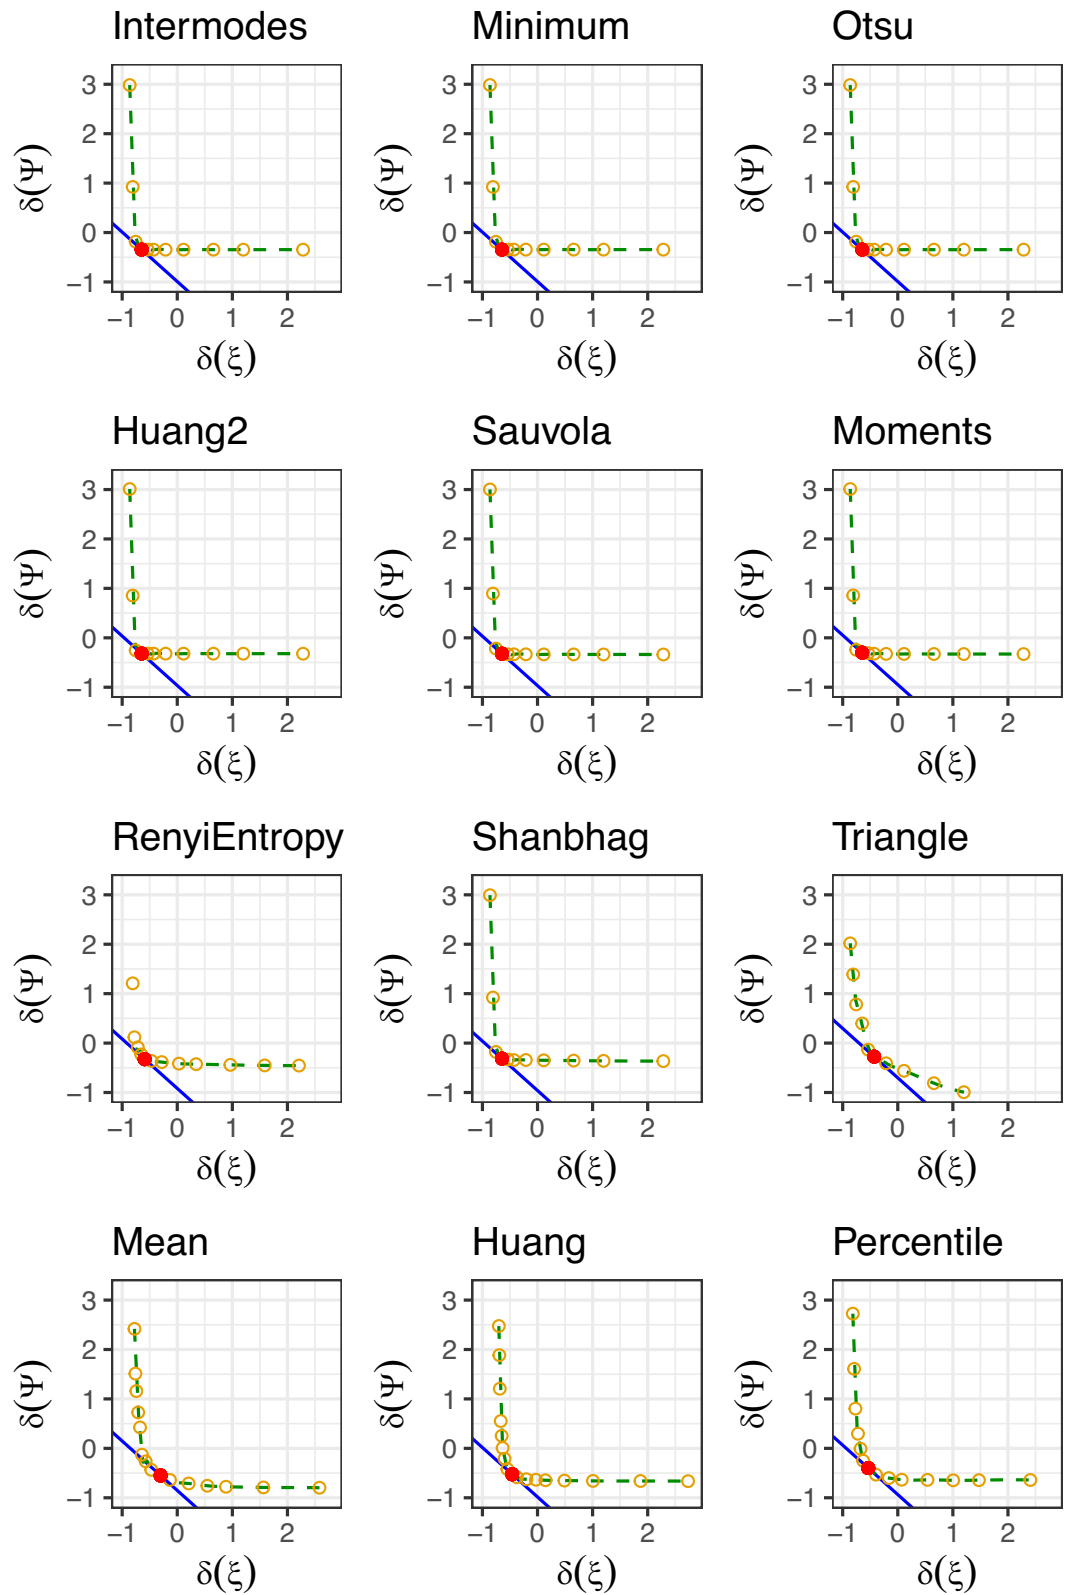 Intermodes Minimum Otsu
3 3 3
2 2 2
δ(Ψ) 1 δ(Ψ) 1 δ(Ψ) 1
0 0 0
−1 −1 −1
−1 0 1 2 −1 0 1 2 −1 0 1 2
δ(ξ) δ(ξ) δ(ξ)
Huang2 Sauvola Moments
3 3 3
2 2 2
δ(Ψ) 1 δ(Ψ) 1 δ(Ψ) 1
0 0 0
−1 −1 −1
−1 0 1 2 −1 0 1 2 −1 0 1 2
δ(ξ) δ(ξ) δ(ξ)
RenyiEntropy Shanbhag Triangle
3 3 3
2 2 2
δ(Ψ) 1 δ(Ψ) 1 δ(Ψ) 1
0 0 0
−1 −1 −1
−1 0 1 2 −1 0 1 2 −1 0 1 2
δ(ξ) δ(ξ) δ(ξ)
Mean Huang Percentile
3 3 3
2 2 2
δ(Ψ) 1 δ(Ψ) 1 δ(Ψ) 1
0 0 0
−1 −1 −1
−1 0 1 2 −1 0 1 2 −1 0 1 2
δ(ξ) δ(ξ) δ(ξ)